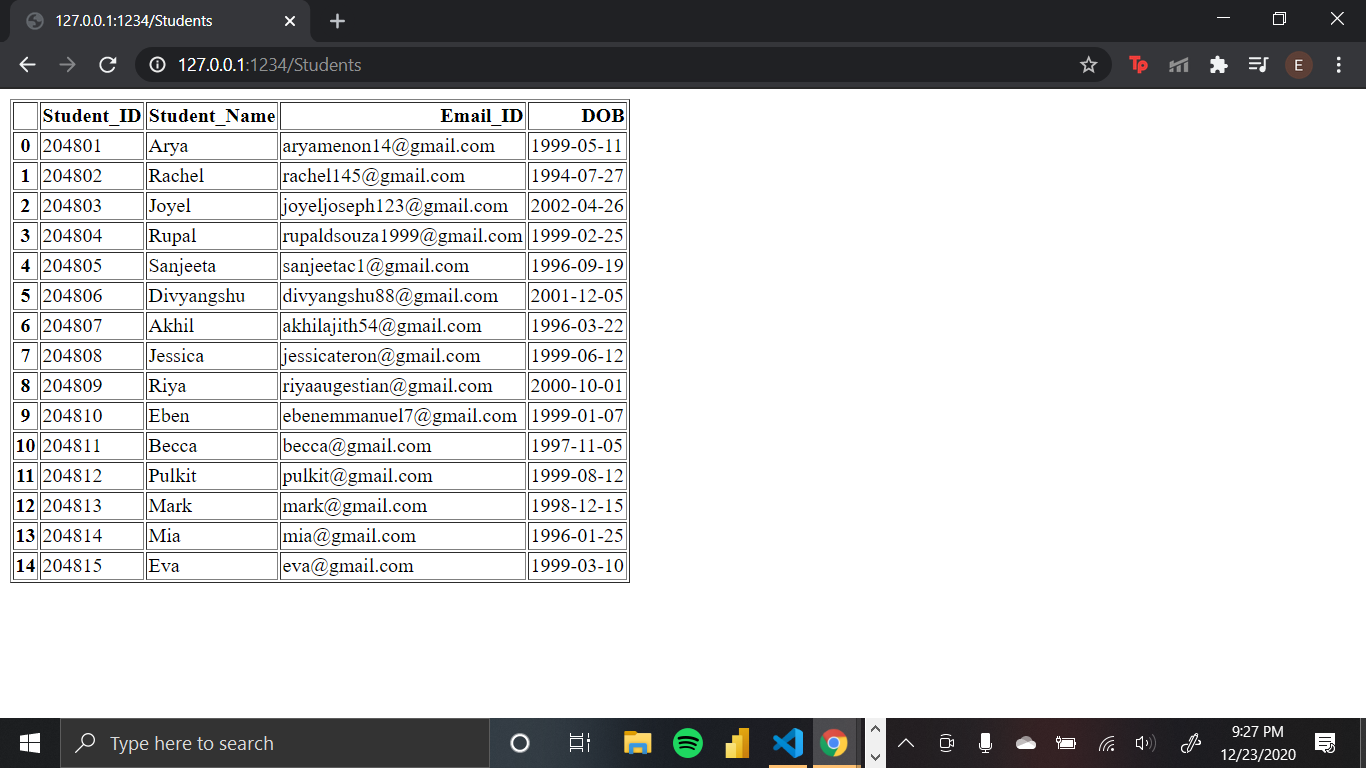 127.0.0.1:1234/Students
127.0.0.1:1234/Students
Tp
E
Student_ID Student_Name Email_ID DOB
0 204801 Arya aryamenon14@gmail.com 1999-05-11
1 204802 Rachel rachel145@gmail.com 1994-07-27
2 204803 Joyel joyeljoseph123@gmail.com 2002-04-26
3 204804 Rupal rupaldsouza1999@gmail.com 1999-02-25
4 204805 Sanjeeta sanjeetac1@gmail.com 1996-09-19
5 204806 Divyangshu divyangshu88@gmail.com 2001-12-05
6 204807 Akhil akhilajith54@gmail.com 1996-03-22
7 204808 Jessica jessicateron@gmail.com 1999-06-12
8 204809 Riya riyaaugestian@gmail.com 2000-10-01
9 204810 Eben ebenemmanuel7@gmail.com 1999-01-07
10 204811 Becca becca@gmail.com 1997-11-05
11 204812 Pulkit pulkit@gmail.com 1999-08-12
12 204813 Mark mark@gmail.com 1998-12-15
13 204814 Mia mia@gmail.com 1996-01-25
14 204815 Eva eva@gmail.com 1999-03-10
Type here to search
9:27 PM
12/23/2020